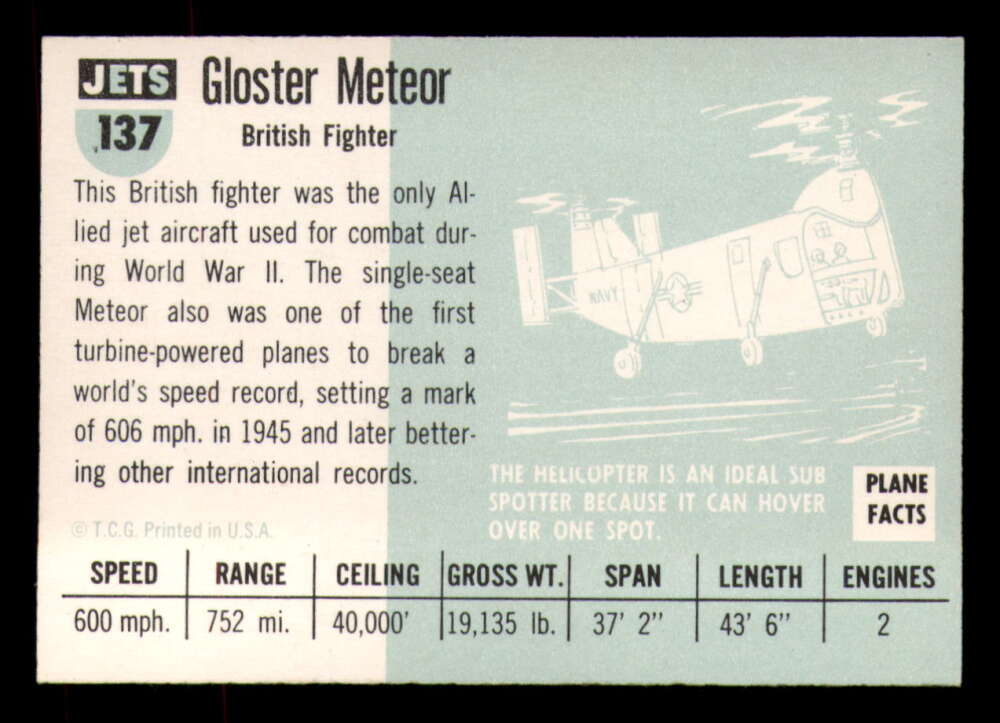 JETS Gloster Meteor
137
British Fighter
This British fighter was the only Al-
lied jet aircraft used for combat dur-
ing World War II. The single-seat
Meteor also was one of the first
turbine-powered planes to break a
world's speed record, setting a mark
of 606 mph. in 1945 and later better-
ing other international records.
© T.C.G. Printed in U.S.A.
NAVY
THE HELICOPTER IS AN IDEAL SUB
SPOTTER BECAUSE IT CAN HOVER
OVER ONE SPOT.
PLANE
FACTS
SPEED RANGE CEILING GROSS WT. SPAN LENGTH ENGINES
600 mph. 752 mi. 40,000' 19,135 lb. 37' 2" 43' 6" 2